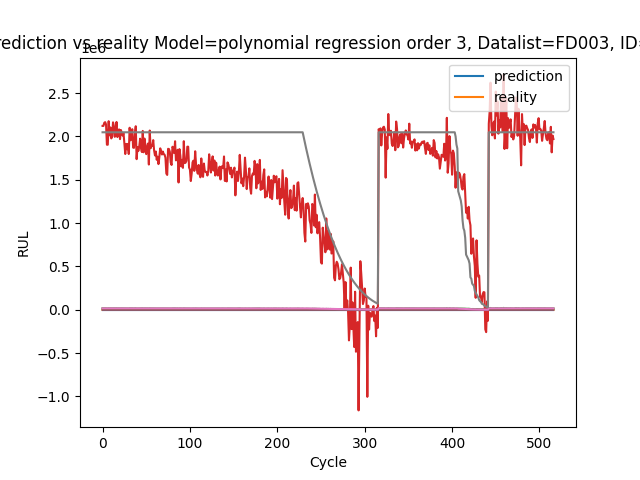 rediction vs reality Model=polynomial regression order 3, Datalist=FD003, ID=
1e6
prediction
reality
2.5
2.0
1.5
1.0
0.5
0.0
−0.5
−1.0
RUL
0 100 200 300 400 500
Cycle